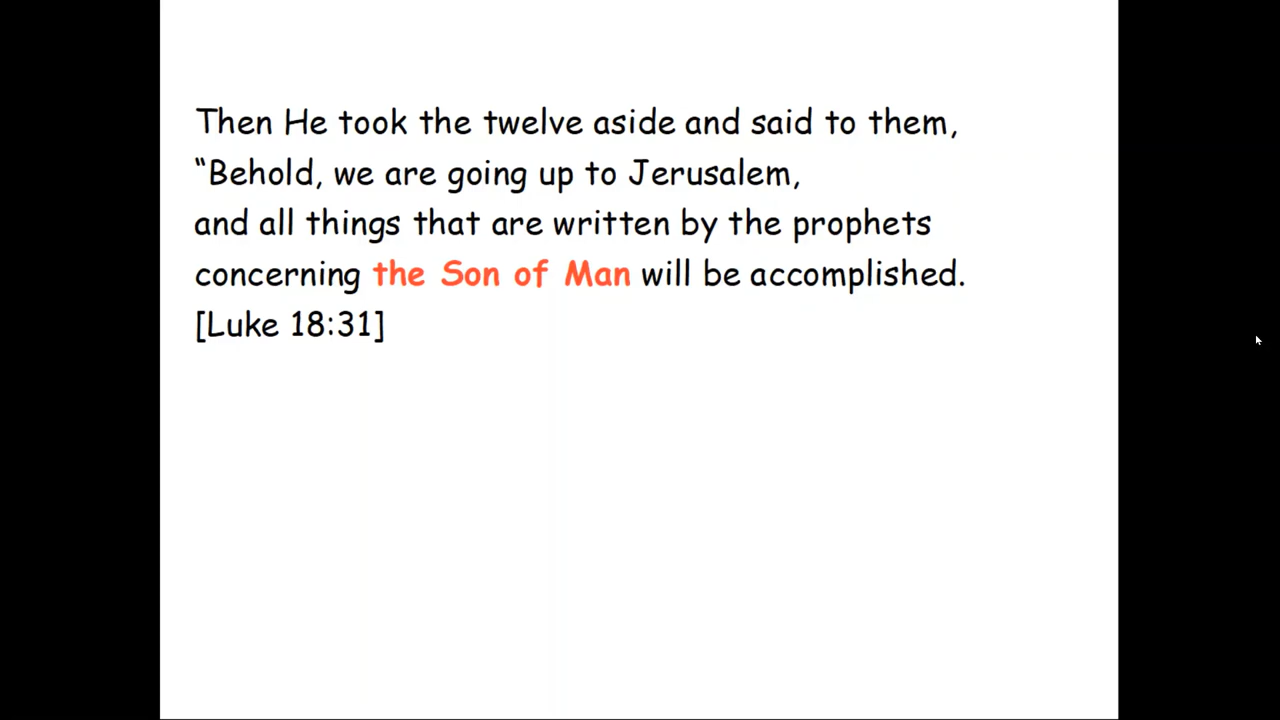 Then He took the twelve aside and said to them,
“Behold, we are going up to Jerusalem,
and all things that are written by the prophets
concerning the Son of Man will be accomplished.
[Luke 18:31]